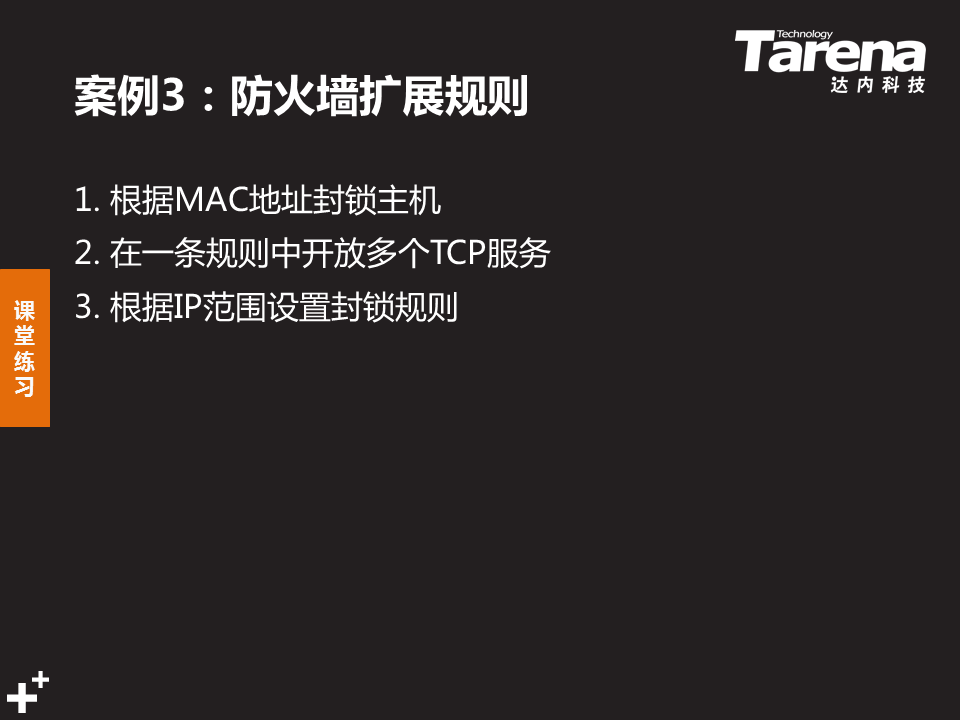 Technology
Tarena
达内科技
案例3：防火墙扩展规则
1. 根据MAC地址封锁主机
2. 在一条规则中开放多个TCP服务
3. 根据IP范围设置封锁规则
课
堂
练
习